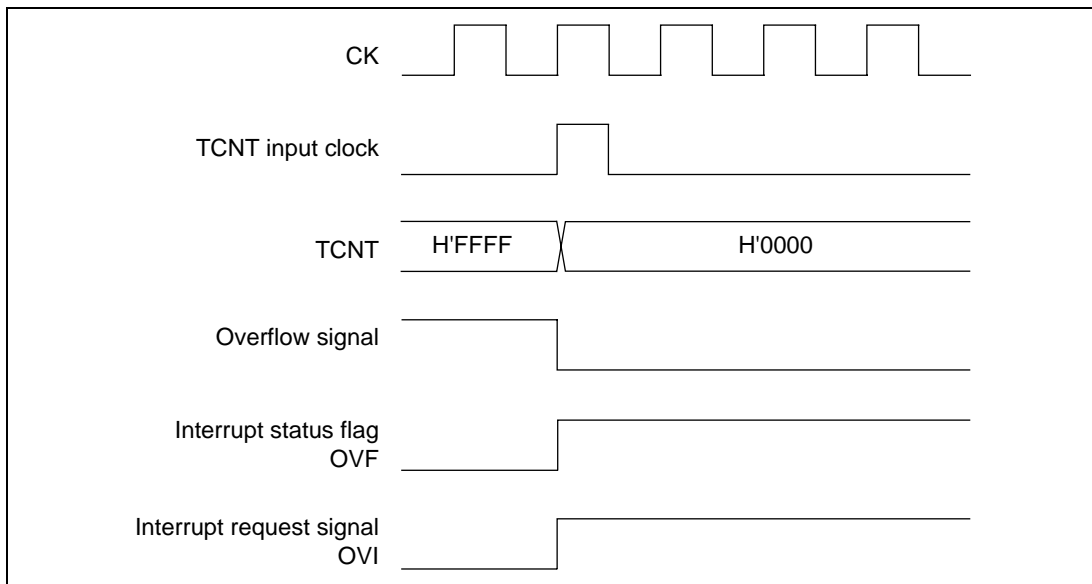 CK
TCNT input clock
TCNT
H'FFFF
H'0000
Overflow signal
Interrupt status flag
OVF
Interrupt request signal
OVI